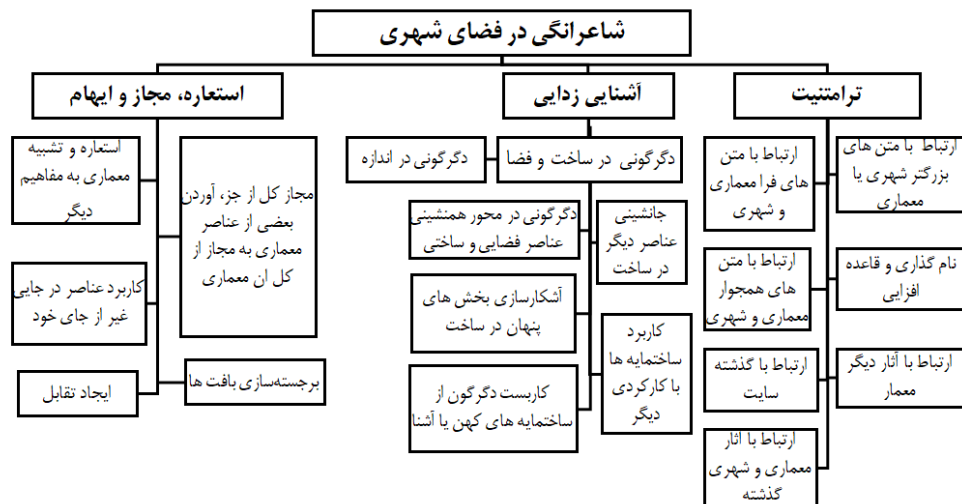 شاعرانگی در فضای شهری
ترامتنیت
آشنایی زدایی
استعاره، مجاز و ایهام
ارتباط با متن های
بزرگتر شهری یا
معماری
ارتباط با متن
های فرا معماری
و شهری
نام گذاری و قاعده
افزایی
ارتباط با متن
های همجوار
معماری و شهری
ارتباط با آثار دیگر
معمار
ارتباط با گذشته
سایت
ارتباط با آثار
معماری و شهری
گذشته
دگرگونی در ساخت و فضا
دگرگونی در اندازه
جانشینی
عناصر دیگر
در ساخت
دگرگونی در محور همنشینی
عناصر فضایی و ساختی
آشکارسازی بخش های
پنهان در ساخت
کاربرد
ساختمایه ها
با کارکردی
دیگر
کاربست دگرگون از
ساختمایه های کهن یا آشنا
مجاز کل از جز، آوردن
بعضی از عناصر
معماری به مجاز از
کل ان معماری
استعاره و تشبیه
معماری به مفاهیم
دیگر
کاربرد عناصر در جایی
غیر از جای خود
برجسته‌سازی بافت ها
ایجاد تقابل